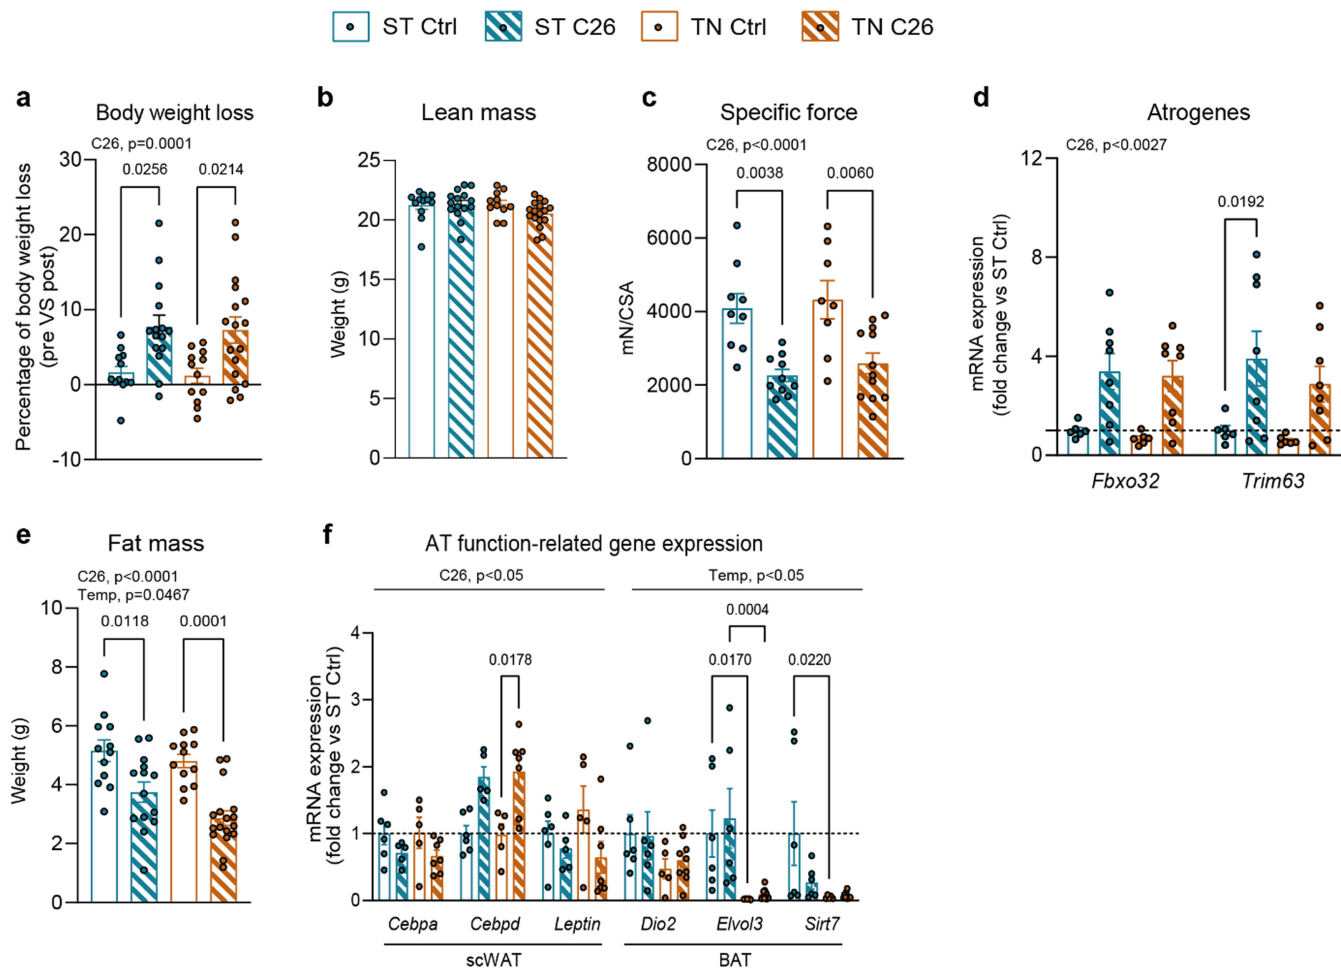 ST Ctrl ST C26 TN Ctrl TN C26
a
Body weight loss
C26, p=0.0001
0.0256
0.0214
Percentage of body weight loss
(pre VS post)
30
20
10
0
-10
b
Lean mass
Weight (g)
25
20
15
10
5
0
c
Specific force
C26, p<0.0001
0.0038
0.0060
mN/CSA
8000
6000
4000
2000
0
d
Atrogenes
C26, p<0.0027
0.0192
mRNA expression
(fold change vs ST Ctrl)
12
8
4
0
Fbxo32 Trim63
e
Fat mass
C26, p<0.0001
Temp, p=0.0467
0.0118
0.0001
Weight (g)
10
8
6
4
2
0
f
AT function-related gene expression
C26, p<0.05
Temp, p<0.05
0.0004
0.0178
0.0170
0.0220
mRNA expression
(fold change vs ST Ctrl)
4
3
2
1
0
Cebpa Cebpd Leptin Dio2 Elvol3 Sirt7
scWAT BAT